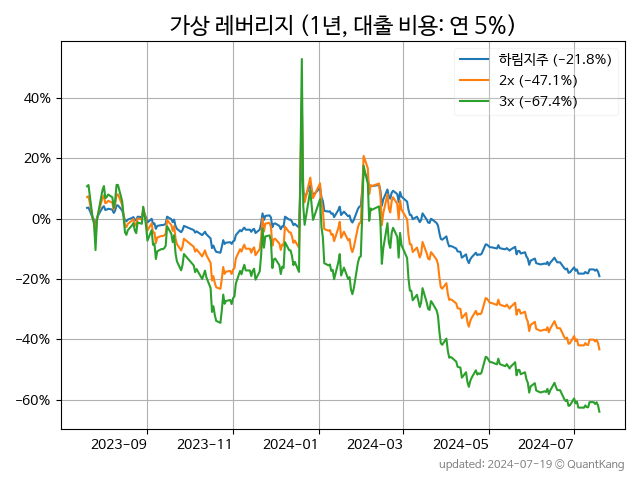 가상 레버리지 (1년, 대출 비용: 연 5%)
하림지주 (-21.8%)
2x (-47.1%)
3x (-67.4%)
40%
20%
0%
-20%
-40%
-60%
2023-09 2023-11 2024-01 2024-03 2024-05 2024-07
updated: 2024-07-19 © QuantKang